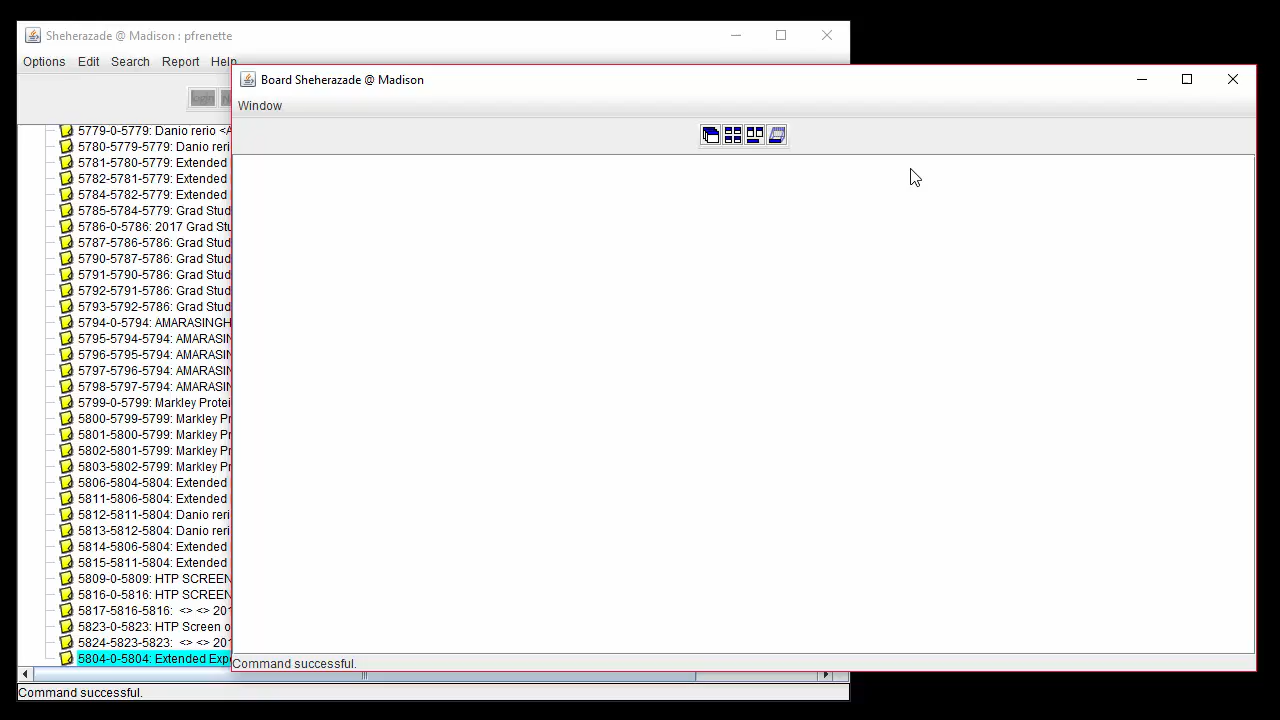 Sheherazade @ Madison : pfrenette
Options Edit Search Report Help
Board Sheherazade @ Madison
Window
login
5779-0-5779: Danio rerio <A
5780-5779-5779: Danio reri
5781-5780-5779: Extended
5782-5781-5779: Extended
5784-5782-5779: Extended
5785-5784-5779: Grad Stud
5786-0-5786: 2017 Grad Stu
5787-5786-5786: Grad Stud
5790-5787-5786: Grad Stud
5791-5790-5786: Grad Stud
5792-5791-5786: Grad Stud
5793-5792-5786: Grad Stud
5794-0-5794: AMARASINGH
5795-5794-5794: AMARASIN
5796-5795-5794: AMARASIN
5797-5796-5794: AMARASIN
5798-5797-5794: AMARASIN
5799-0-5799: Markley Protei
5800-5799-5799: Markley Pr
5801-5800-5799: Markley Pr
5802-5801-5799: Markley Pr
5803-5802-5799: Markley Pr
5806-5804-5804: Extended
5811-5806-5804: Extended
5812-5811-5804: Danio reri
5813-5812-5804: Danio reri
5814-5806-5804: Extended
5815-5811-5804: Extended
5809-0-5809: HTP SCREEN
5816-0-5816: HTP SCREEN
5817-5816-5816: <> <> 201
5823-0-5823: HTP Screen o
5824-5823-5823: <> <> 201
5804-0-5804: Extended Exp
Command successful.
Command successful.